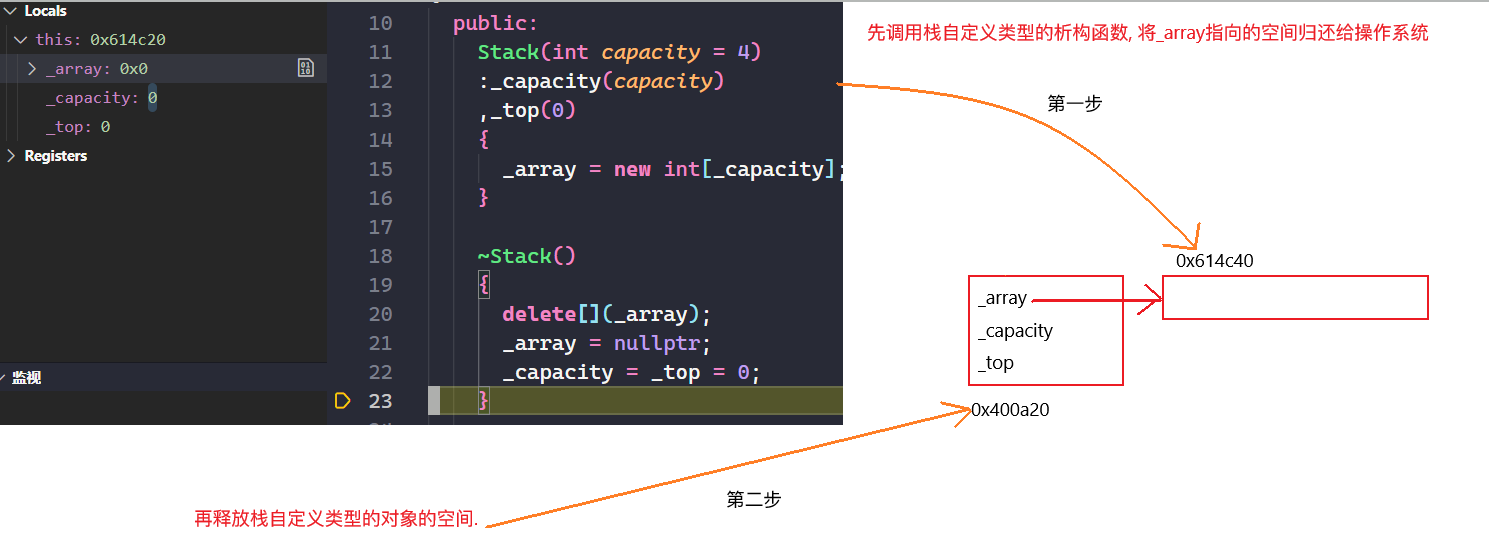 Locals
this: 0x614c20
_array: 0x0
_capacity: 0
_top: 0
Registers
监视
10 public:
11 Stack(int capacity = 4)
12 :_capacity(capacity)
13 ,_top(0)
14 {
15 _array = new int[_capacity];
16 }
17
18 ~Stack()
19 {
20 delete[](_array);
21 _array = nullptr;
22 _capacity = _top = 0;
23 }
先调用栈自定义类型的析构函数, 将_array指向的空间归还给操作系统
第一步
0x614c40
_array
_capacity
_top
0x400a20
第二步
再释放栈自定义类型的对象的空间.